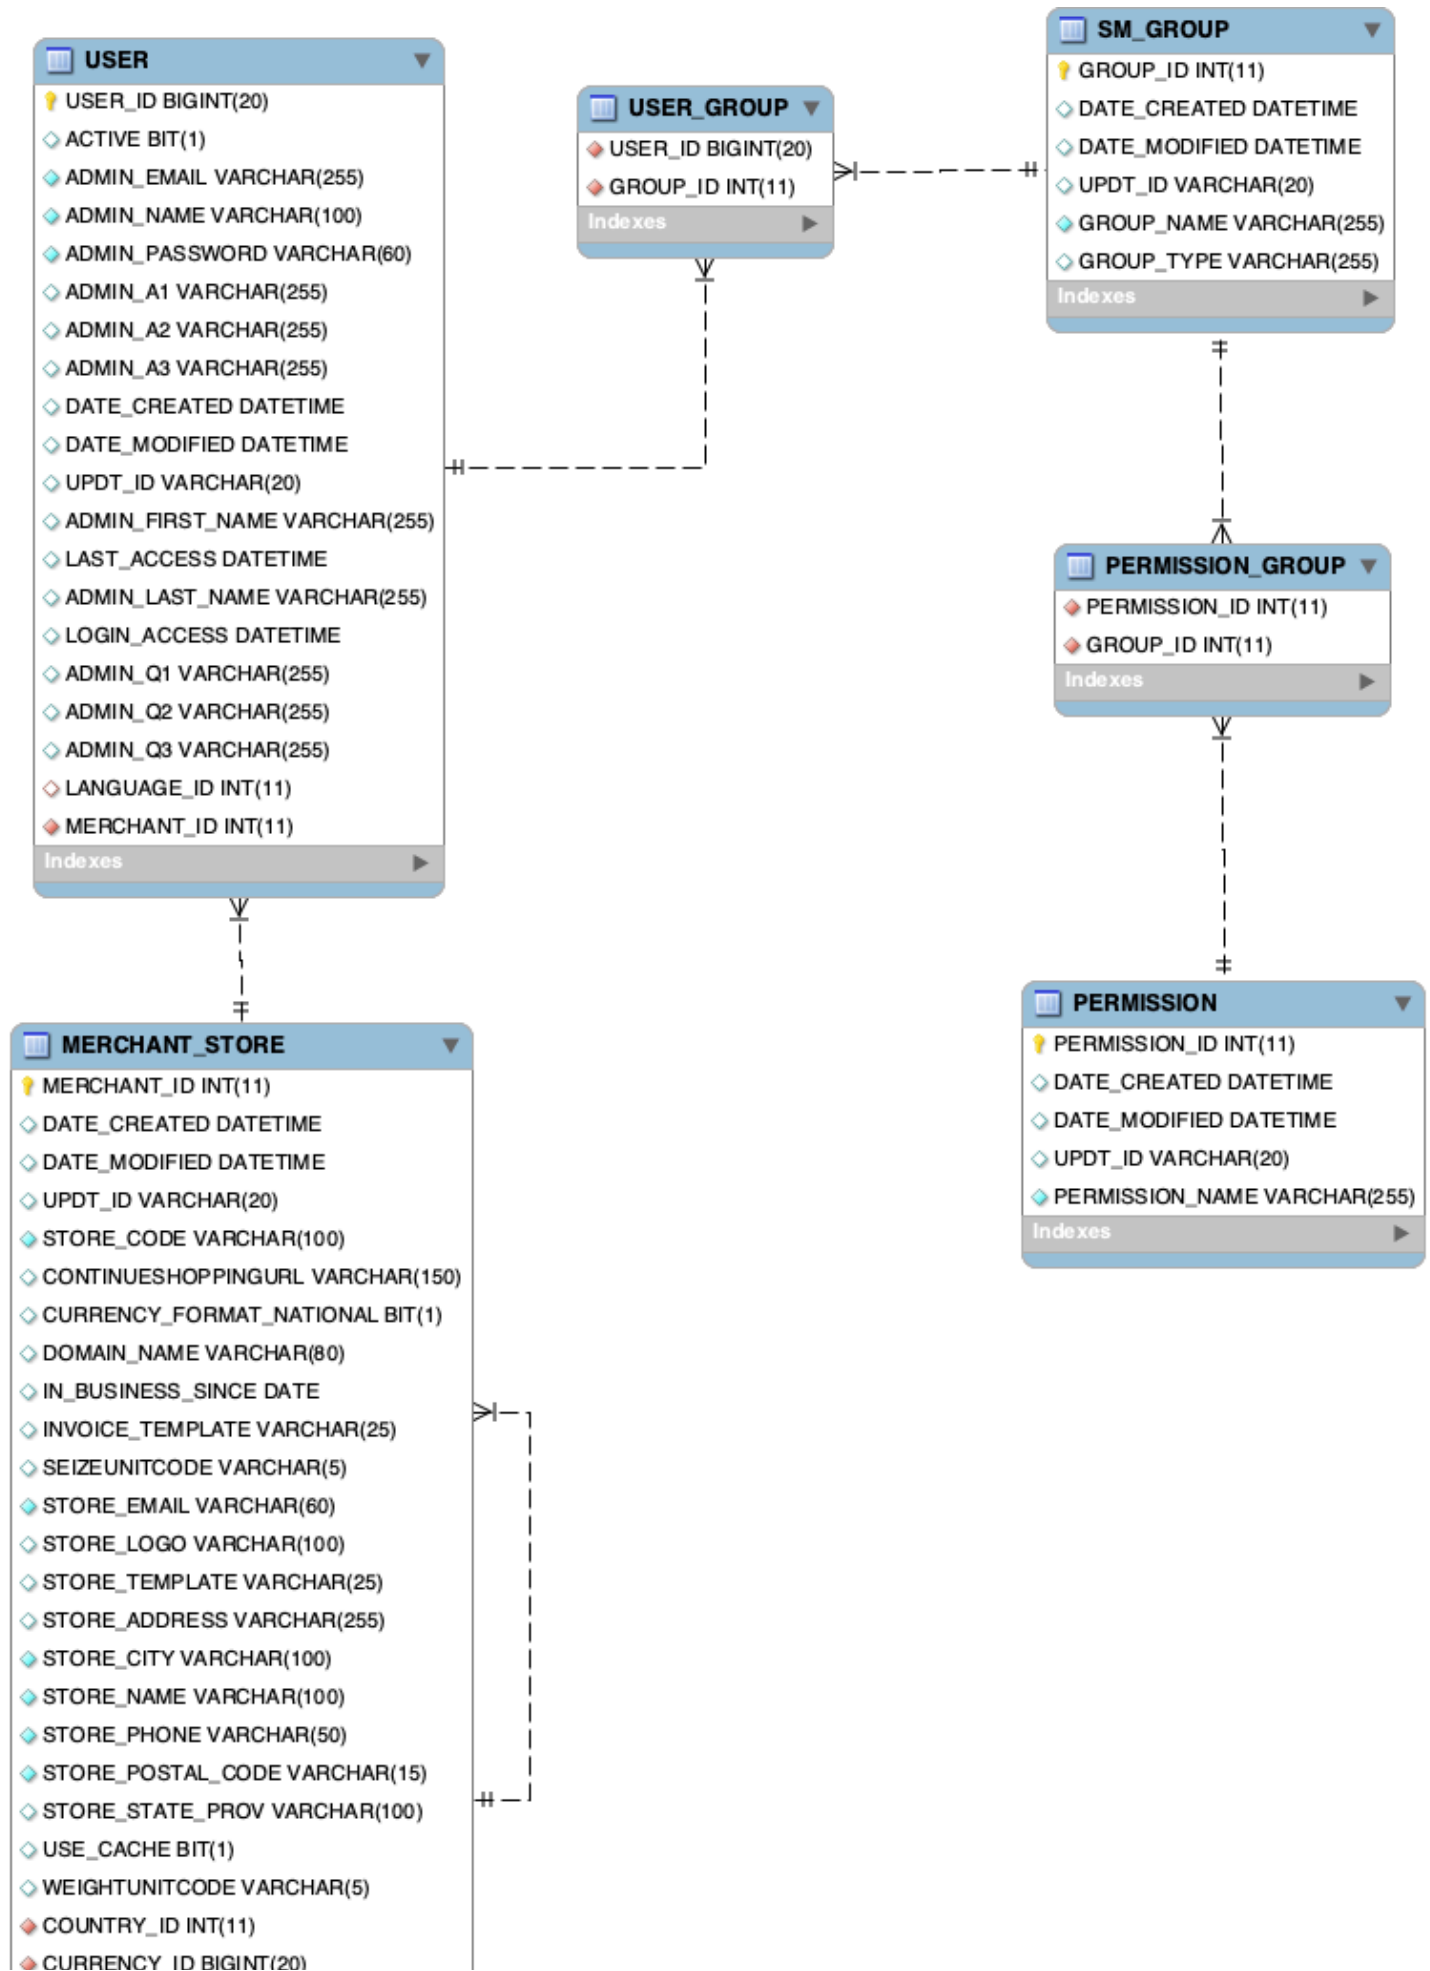 USER
USER_ID BIGINT(20)
ACTIVE BIT(1)
ADMIN_EMAIL VARCHAR(255)
ADMIN_NAME VARCHAR(100)
ADMIN_PASSWORD VARCHAR(60)
ADMIN_A1 VARCHAR(255)
ADMIN_A2 VARCHAR(255)
ADMIN_A3 VARCHAR(255)
DATE_CREATED DATETIME
DATE_MODIFIED DATETIME
UPDT_ID VARCHAR(20)
ADMIN_FIRST_NAME VARCHAR(255)
LAST_ACCESS DATETIME
ADMIN_LAST_NAME VARCHAR(255)
LOGIN_ACCESS DATETIME
ADMIN_Q1 VARCHAR(255)
ADMIN_Q2 VARCHAR(255)
ADMIN_Q3 VARCHAR(255)
LANGUAGE_ID INT(11)
MERCHANT_ID INT(11)
Indexes
USER_GROUP
USER_ID BIGINT(20)
GROUP_ID INT(11)
Indexes
SM_GROUP
GROUP_ID INT(11)
DATE_CREATED DATETIME
DATE_MODIFIED DATETIME
UPDT_ID VARCHAR(20)
GROUP_NAME VARCHAR(255)
GROUP_TYPE VARCHAR(255)
Indexes
PERMISSION_GROUP
PERMISSION_ID INT(11)
GROUP_ID INT(11)
Indexes
PERMISSION
PERMISSION_ID INT(11)
DATE_CREATED DATETIME
DATE_MODIFIED DATETIME
UPDT_ID VARCHAR(20)
PERMISSION_NAME VARCHAR(255)
Indexes
MERCHANT_STORE
MERCHANT_ID INT(11)
DATE_CREATED DATETIME
DATE_MODIFIED DATETIME
UPDT_ID VARCHAR(20)
STORE_CODE VARCHAR(100)
CONTINUESHOPPINGURL VARCHAR(150)
CURRENCY_FORMAT_NATIONAL BIT(1)
DOMAIN_NAME VARCHAR(80)
IN_BUSINESS_SINCE DATE
INVOICE_TEMPLATE VARCHAR(25)
SEIZEUNITCODE VARCHAR(5)
STORE_EMAIL VARCHAR(60)
STORE_LOGO VARCHAR(100)
STORE_TEMPLATE VARCHAR(25)
STORE_ADDRESS VARCHAR(255)
STORE_CITY VARCHAR(100)
STORE_NAME VARCHAR(100)
STORE_PHONE VARCHAR(50)
STORE_POSTAL_CODE VARCHAR(15)
STORE_STATE_PROV VARCHAR(100)
USE_CACHE BIT(1)
WEIGHTUNITCODE VARCHAR(5)
COUNTRY_ID INT(11)
CURRENCY_ID BIGINT(20)